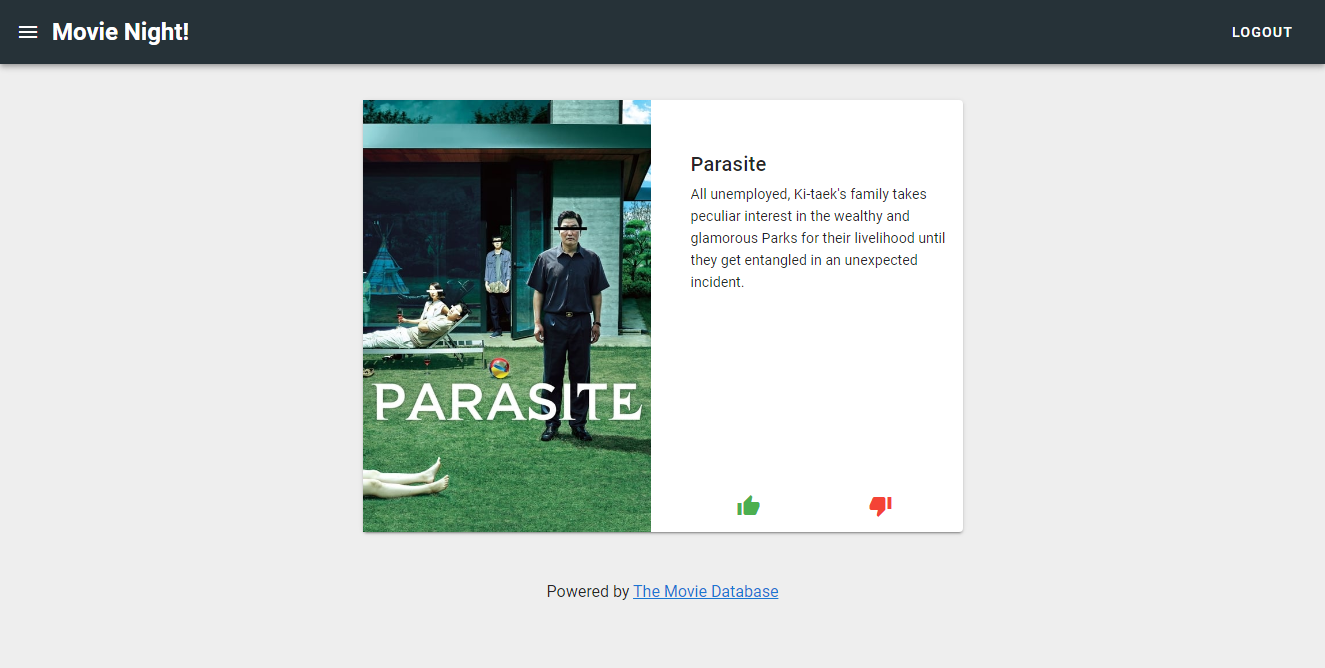 Movie Night!
LOGOUT
PARASITE
Parasite
All unemployed, Ki-taek's family takes
peculiar interest in the wealthy and
glamorous Parks for their livelihood until
they get entangled in an unexpected
incident.
Powered by The Movie Database